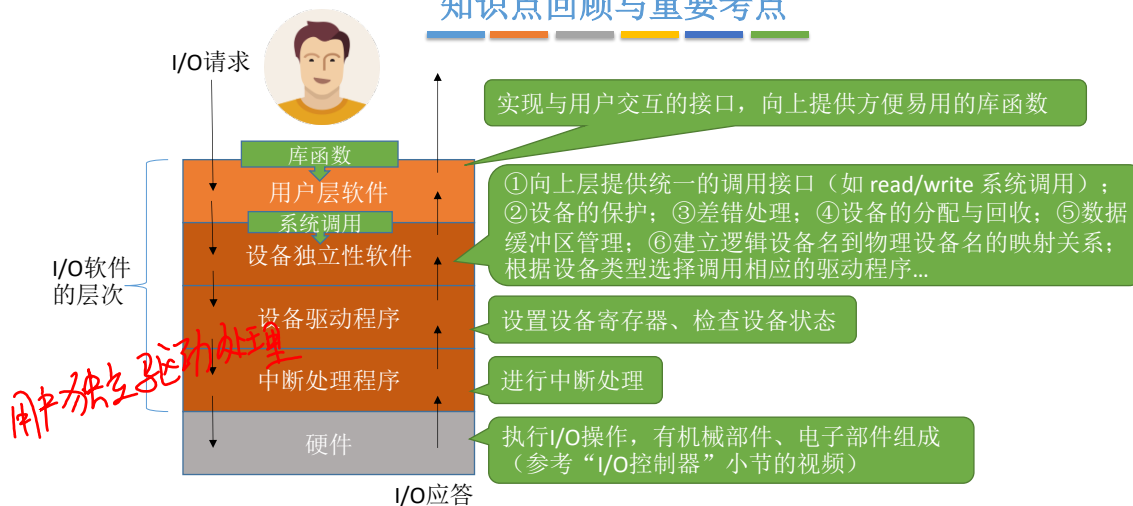 知识点回顾与重要考点
I/O请求
实现与用户交互的接口，向上提供方便易用的库函数
库函数
用户层软件
①向上层提供统一的调用接口（如 read/write 系统调用）；
②设备的保护；③差错处理；④设备的分配与回收；⑤数据
缓冲区管理；⑥建立逻辑设备名到物理设备名的映射关系；
根据设备类型选择调用相应的驱动程序…
系统调用
设备独立性软件
I/O软件
的层次
设备驱动程序
设置设备寄存器、检查设备状态
用户独立驱动处理
中断处理程序
进行中断处理
硬件
执行I/O操作，有机械部件、电子部件组成
（参考“I/O控制器”小节的视频）
I/O应答